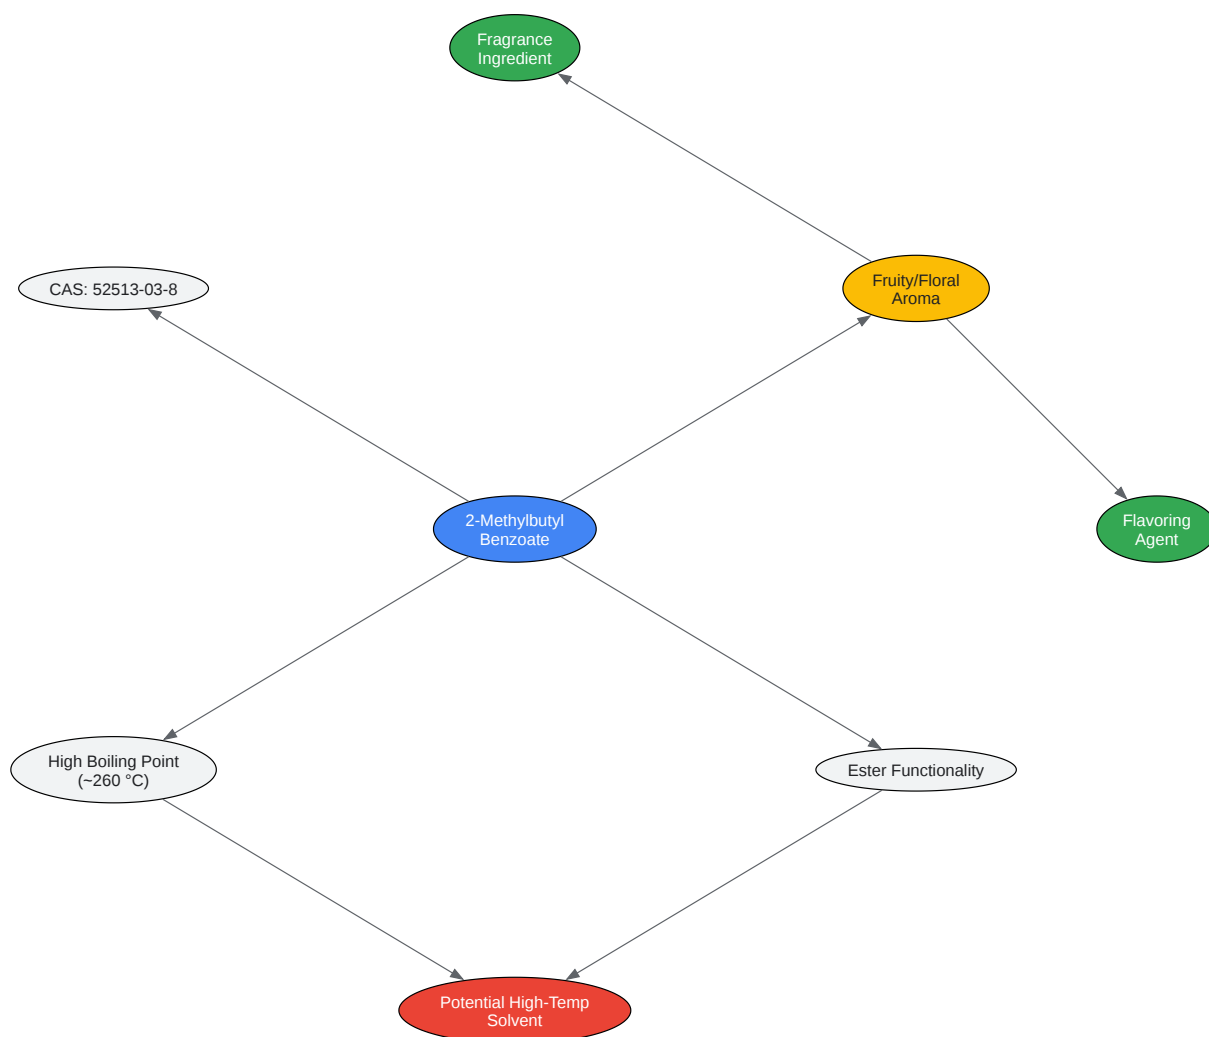 Fragrance
Ingredient
CAS: 52513-03-8
Fruity/Floral
Aroma
2-Methylbutyl
Benzoate
Flavoring
Agent
High Boiling Point
(~260 °C)
Ester Functionality
Potential High-Temp
Solvent